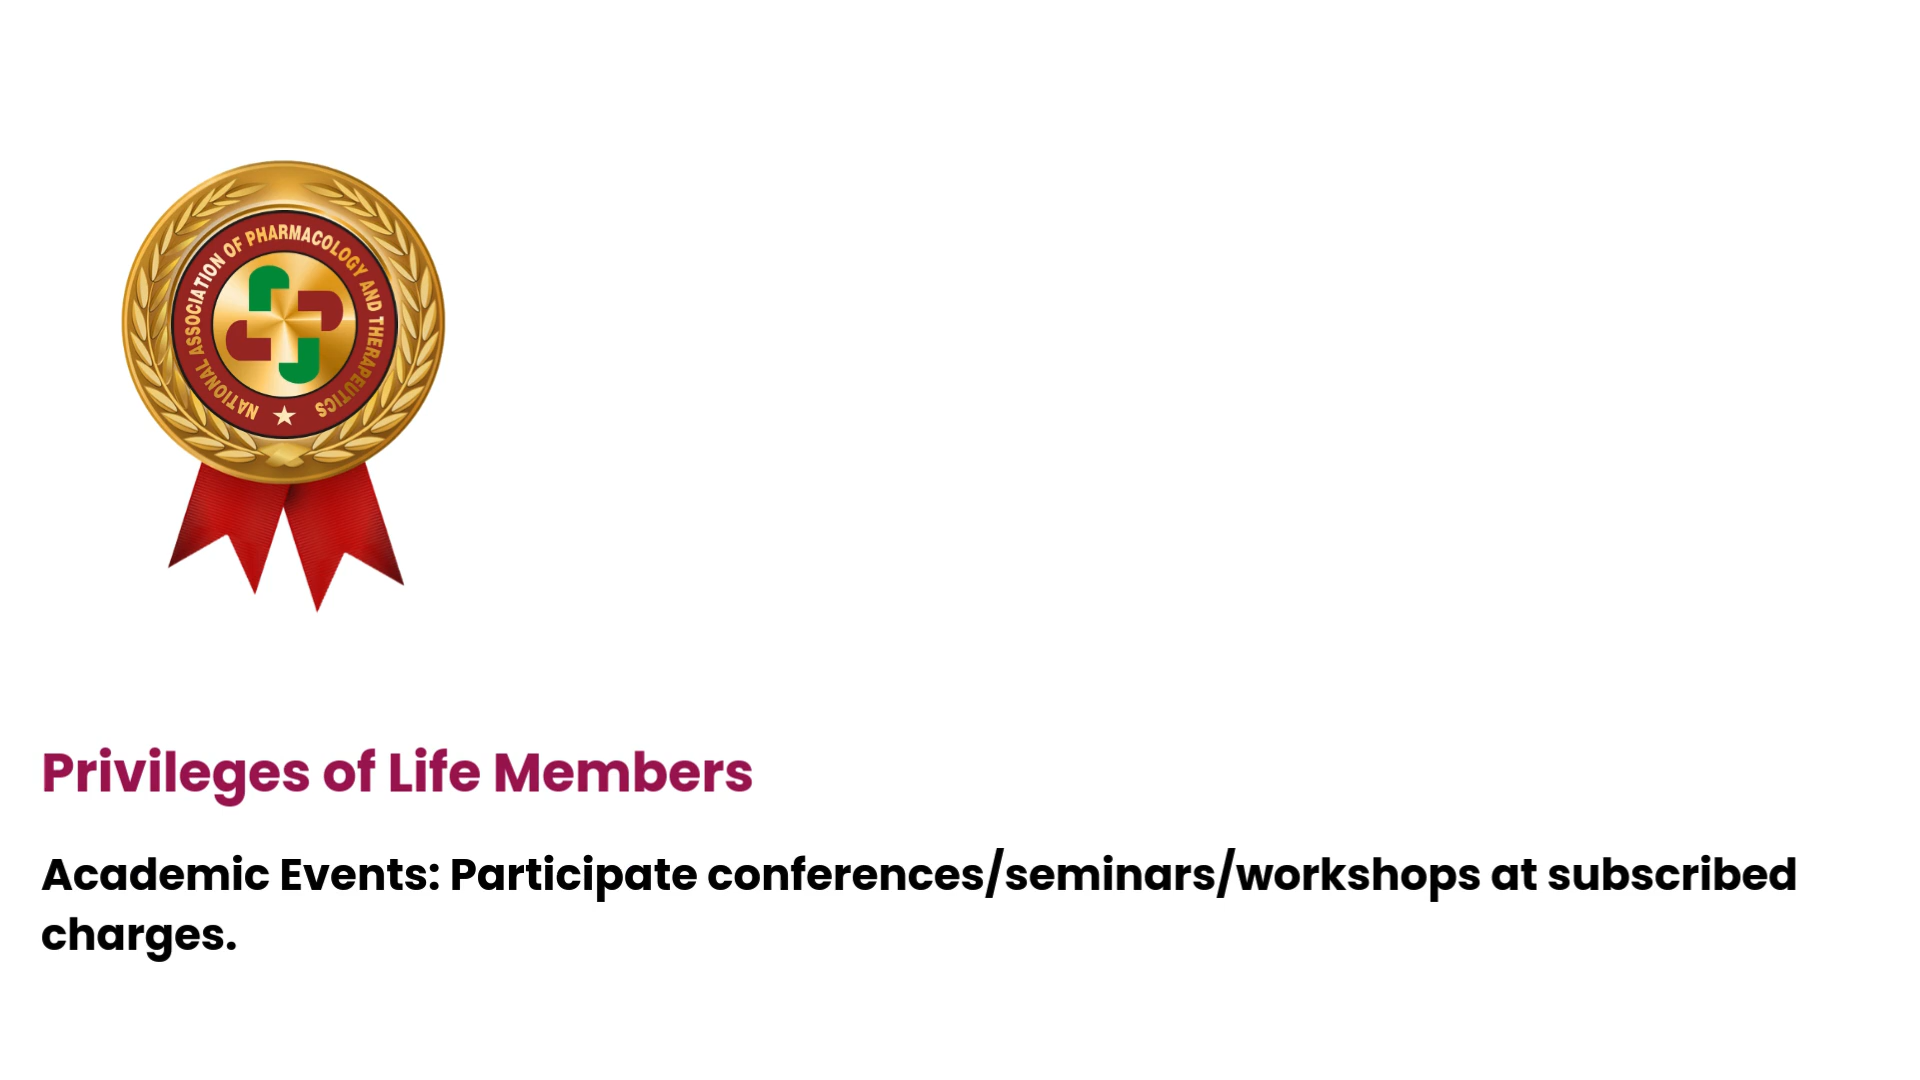 NATIONAL ASSOCIATION OF PHARMACOLOGY AND THERAPEUTICS
Privileges of Life Members
Academic Events: Participate conferences/seminars/workshops at subscribed
charges.